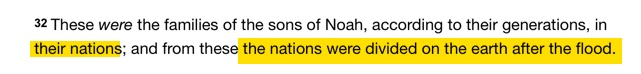 32 These were the families of the sons of Noah, according to their generations, in
their nations; and from these the nations were divided on the earth after the flood.